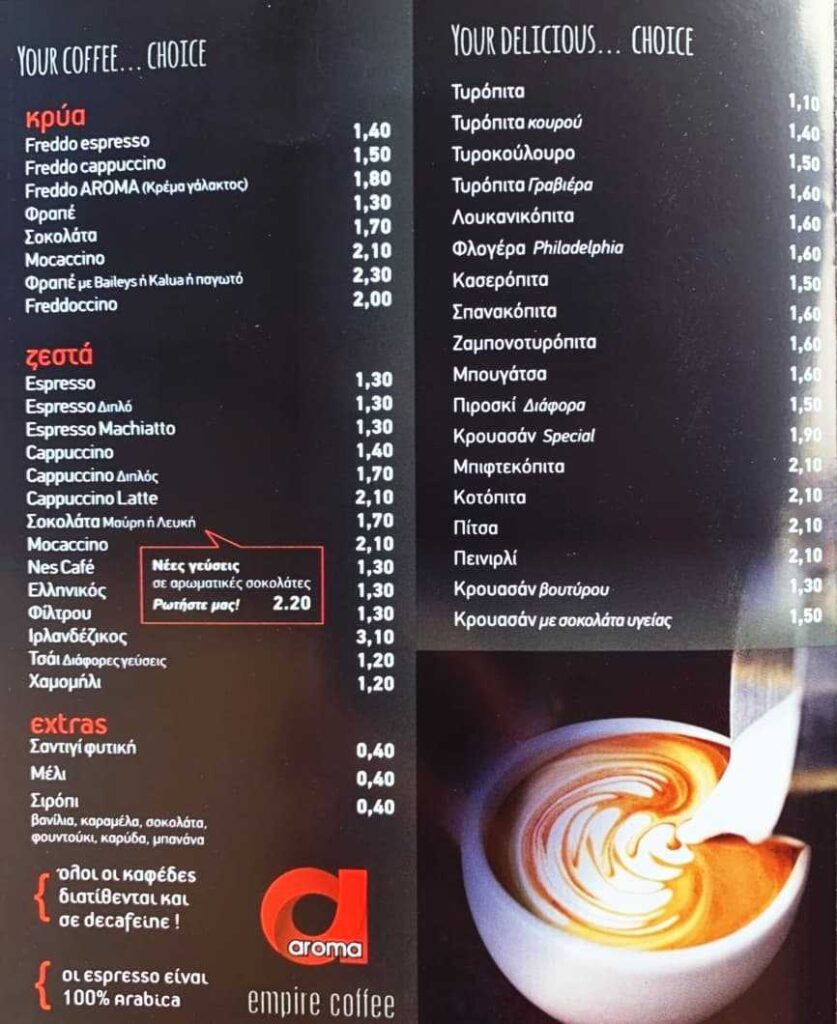 YOUR COFFEE... CHOICE
κρύα
Freddo espresso 1,40
Freddo cappuccino 1,50
Freddo AROMA (Κρέμα γάλακτος) 1,80
Φραπέ 1,30
Σοκολάτα 1,70
Mocaccino 2,10
Φραπέ με Baileys ή Kalua ή παγωτό 2,30
Freddoccino 2,00
ζεστά
Espresso 1,30
Espresso Διπλό 1,30
Espresso Machiatto 1,30
Cappuccino 1,40
Cappuccino Διπλός 1,70
Cappuccino Latte 2,10
Σοκολάτα Μαύρη ή Λευκή 1,70
Mocaccino 2,10
Nes Café 1,30
Ελληνικός 1,30
Φίλτρου 1,30
Ιρλανδέζικος 3,10
Τσάι Διάφορες γεύσεις 1,20
Χαμομήλι 1,20
Νέες γεύσεις
σε αρωματικές σοκολάτες
Ρωτήστε μας! 2.20
extras
Σαντιγί φυτική 0,40
Μέλι 0,40
Σιρόπι 0,40
βανίλια, καραμέλα, σοκολάτα,
φουντούκι, καρύδα, μπανάνα
Όλοι οι καφέδες
διατίθενται και
σε decafeine !
οι espresso είναι
100% Arabica
aroma
empire coffee
YOUR DELICIOUS... CHOICE
Τυρόπιτα 1,10
Τυρόπιτα κουρού 1,40
Τυροκούλουρο 1,50
Τυρόπιτα Γραβιέρα 1,60
Λουκανικόπιτα 1,60
Φλογέρα Philadelphia 1,60
Κασερόπιτα 1,50
Σπανακόπιτα 1,60
Ζαμπονοτυρόπιτα 1,60
Μπουγάτσα 1,60
Πιροσκί Διάφορα 1,50
Κρουασάν Special 1,90
Μπιφτεκόπιτα 2,10
Κοτόπιτα 2,10
Πίτσα 2,10
Πεινιρλί 2,10
Κρουασάν βουτύρου 1,30
Κρουασάν με σοκολάτα υγείας 1,50